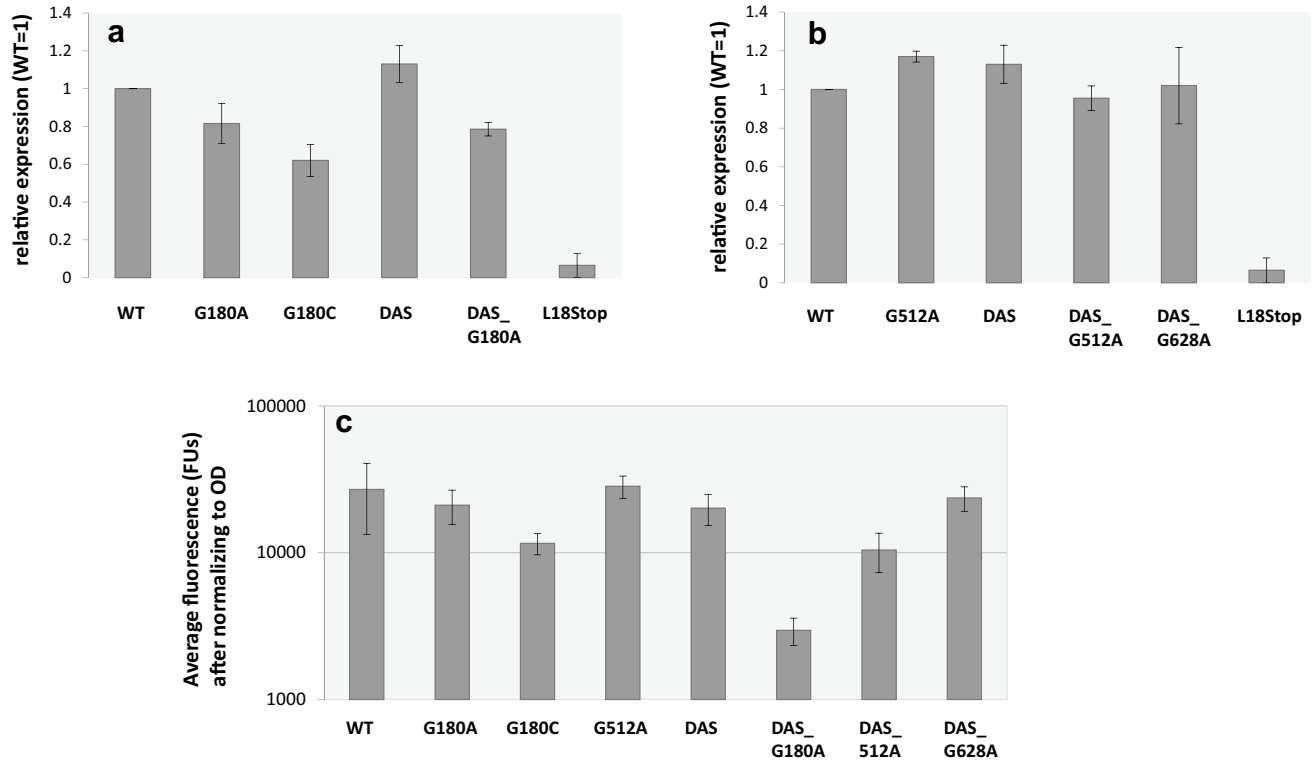 a
relative expression (WT=1)
1.4
1.2
1
0.8
0.6
0.4
0.2
0
WT G180A G180C DAS DAS_ L18Stop
G180A
b
relative expression (WT=1)
1.4
1.2
1
0.8
0.6
0.4
0.2
0
WT G512A DAS DAS_ DAS_ L18Stop
G512A G628A
c
Average fluorescence (FUs)
after normalizing to OD
100000
10000
1000
WT G180A G180C G512A DAS DAS_ DAS_ DAS_
G180A 512A G628A